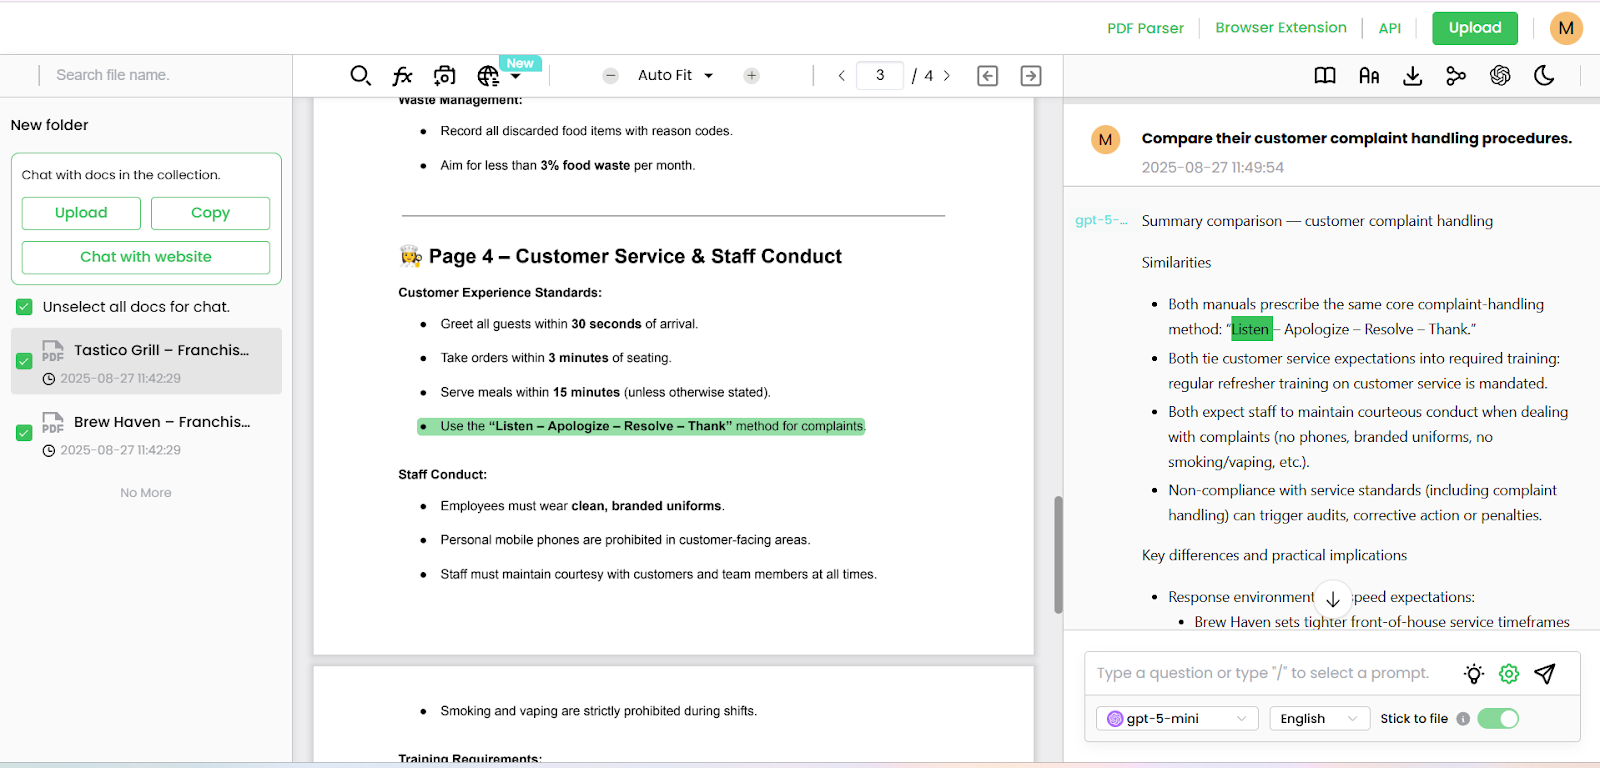 PDF Parser
Browser Extension
API
Upload
M
Search file name.
New
Auto Fit
3 / 4
New folder
Chat with docs in the collection.
Upload
Copy
Chat with website
Unselect all docs for chat.
PDF
Tastico Grill – Franchis...
2025-08-27 11:42:29
PDF
Brew Haven – Franchis...
2025-08-27 11:42:29
No More
Waste Management:
● Record all discarded food items with reason codes.
● Aim for less than 3% food waste per month.
Page 4 – Customer Service & Staff Conduct
Customer Experience Standards:
● Greet all guests within 30 seconds of arrival.
● Take orders within 3 minutes of seating.
● Serve meals within 15 minutes (unless otherwise stated).
● Use the “Listen – Apologize – Resolve – Thank” method for complaints.
Staff Conduct:
● Employees must wear clean, branded uniforms.
● Personal mobile phones are prohibited in customer-facing areas.
● Staff must maintain courtesy with customers and team members at all times.
● Smoking and vaping are strictly prohibited during shifts.
Training Requirements:
M
Compare their customer complaint handling procedures.
2025-08-27 11:49:54
gpt-5-...
Summary comparison — customer complaint handling
Similarities
• Both manuals prescribe the same core complaint-handling
method: “Listen – Apologize – Resolve – Thank.”
• Both tie customer service expectations into required training:
regular refresher training on customer service is mandated.
• Both expect staff to maintain courteous conduct when dealing
with complaints (no phones, branded uniforms, no
smoking/vaping, etc.).
• Non-compliance with service standards (including complaint
handling) can trigger audits, corrective action or penalties.
Key differences and practical implications
• Response environment speed expectations:
• Brew Haven sets tighter front-of-house service timeframes
Type a question or type "/" to select a prompt.
gpt-5-mini
English
Stick to file